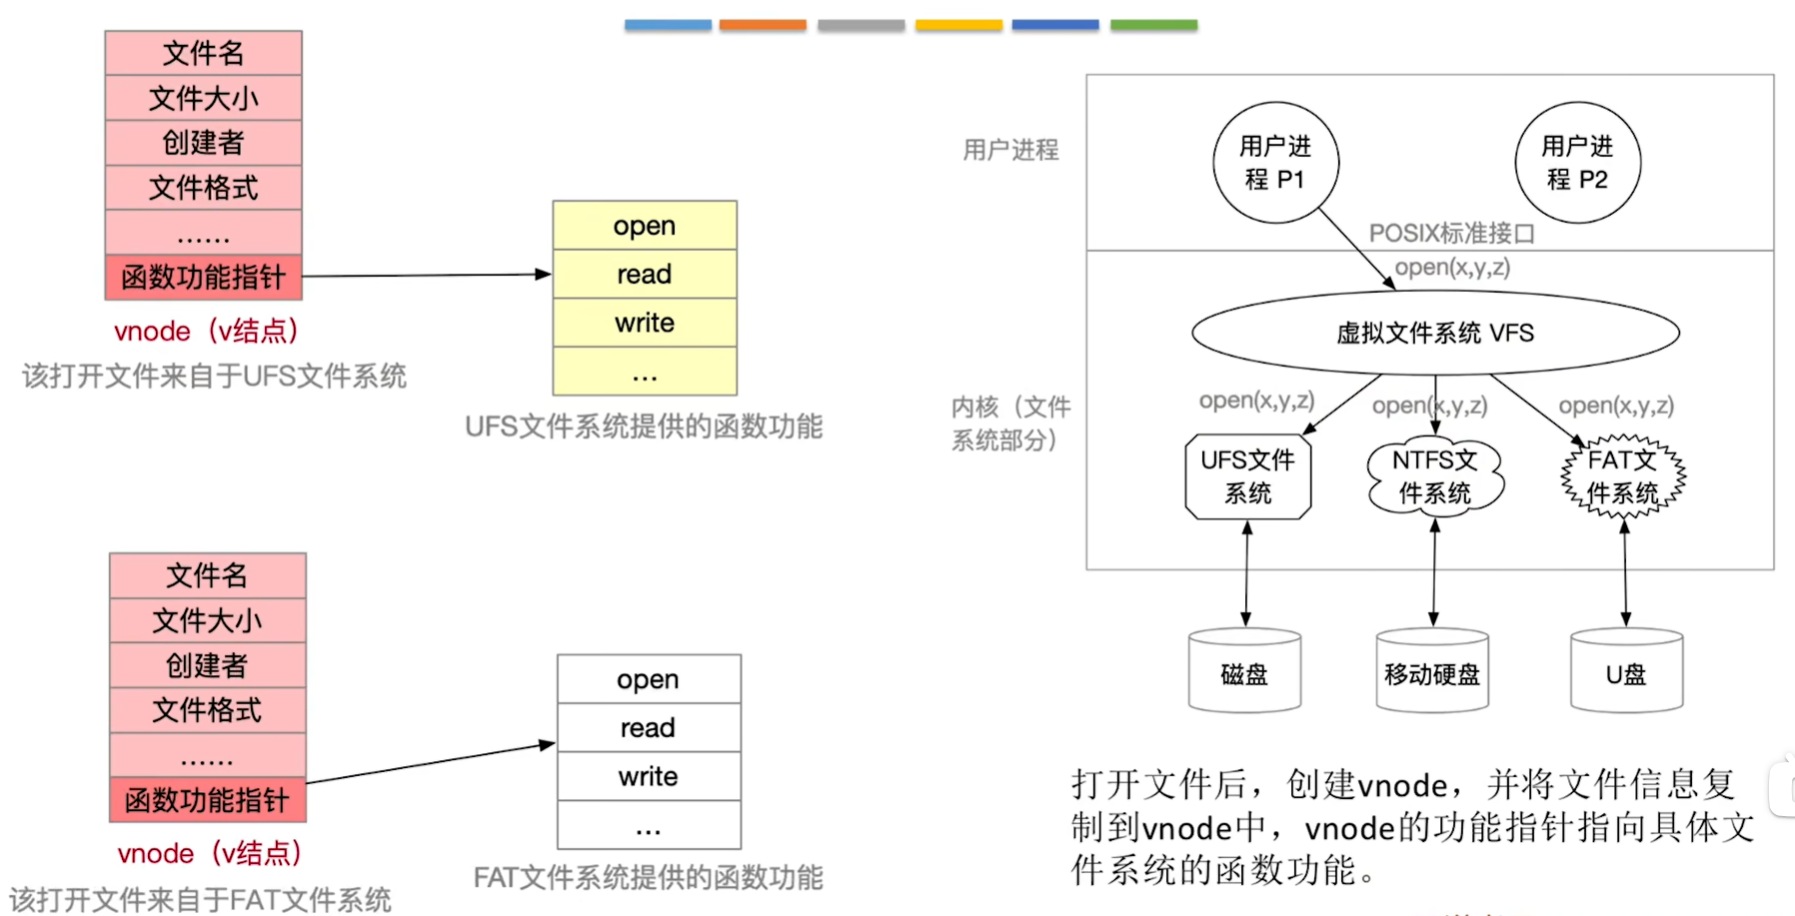 文件名
文件大小
创建者
文件格式
......
函数功能指针
vnode（v结点）
该打开文件来自于UFS文件系统
open
read
write
...
UFS文件系统提供的函数功能
文件名
文件大小
创建者
文件格式
......
函数功能指针
vnode（v结点）
该打开文件来自于FAT文件系统
open
read
write
...
FAT文件系统提供的函数功能
用户进程
用户进
程 P1
用户进
程 P2
POSIX标准接口
open(x,y,z)
虚拟文件系统 VFS
内核（文件
系统部分）
open(x,y,z)
open(x,y,z)
open(x,y,z)
UFS文件
系统
NTFS文
件系统
FAT文
件系统
磁盘
移动硬盘
U盘
打开文件后，创建vnode，并将文件信息复
制到vnode中，vnode的功能指针指向具体文
件系统的函数功能。